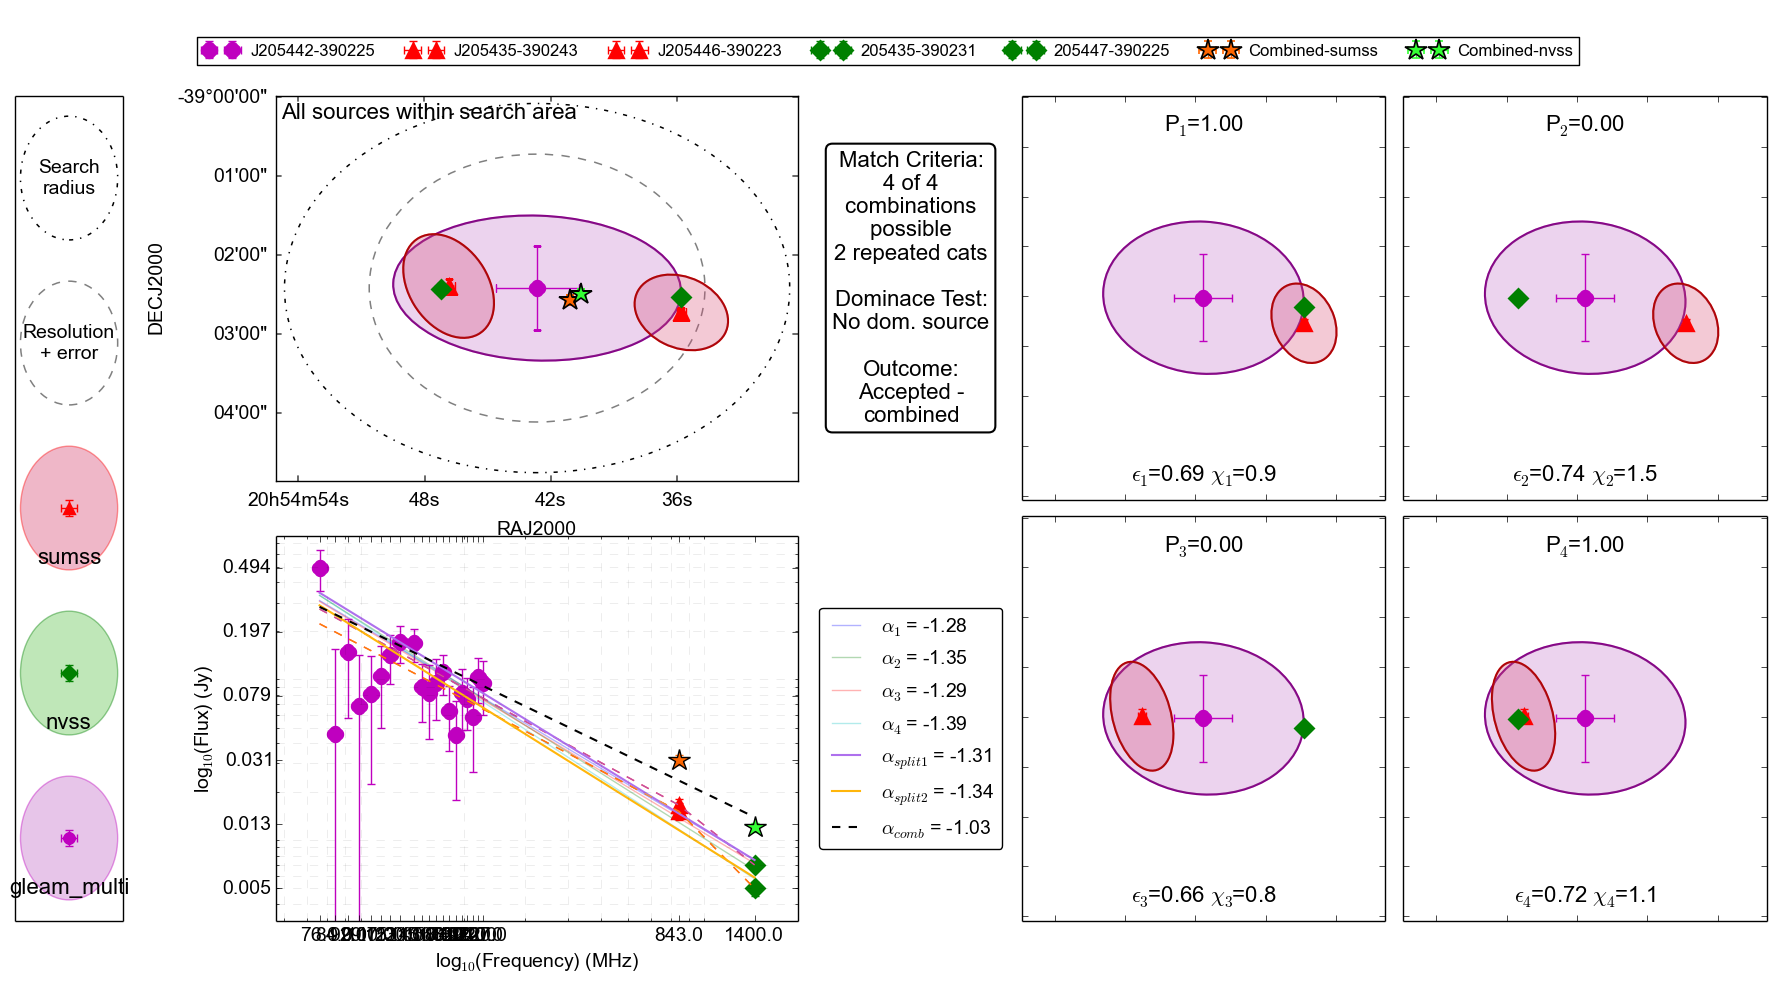 J205442-390225 J205435-390243 J205446-390223 205435-390231 205447-390225 Combined-sumss Combined-nvss
Search
radius
Resolution
+ error
sumss
nvss
gleam_multi
All sources within search area
-39°00'00"
01'00"
02'00"
03'00"
04'00"
DECJ2000
20h54m54s 48s 42s 36s
RAJ2000
Match Criteria:
4 of 4
combinations
possible
2 repeated cats
Dominace Test:
No dom. source
Outcome:
Accepted -
combined
P1=1.00
ϵ1=0.69 χ1=0.9
P2=0.00
ϵ2=0.74 χ2=1.5
P3=0.00
ϵ3=0.66 χ3=0.8
P4=1.00
ϵ4=0.72 χ4=1.1
0.494
0.197
0.079
0.031
0.013
0.005
log10(Flux) (Jy)
843.0 1400.0
log10(Frequency) (MHz)
α1 = -1.28
α2 = -1.35
α3 = -1.29
α4 = -1.39
αsplit1 = -1.31
αsplit2 = -1.34
αcomb = -1.03